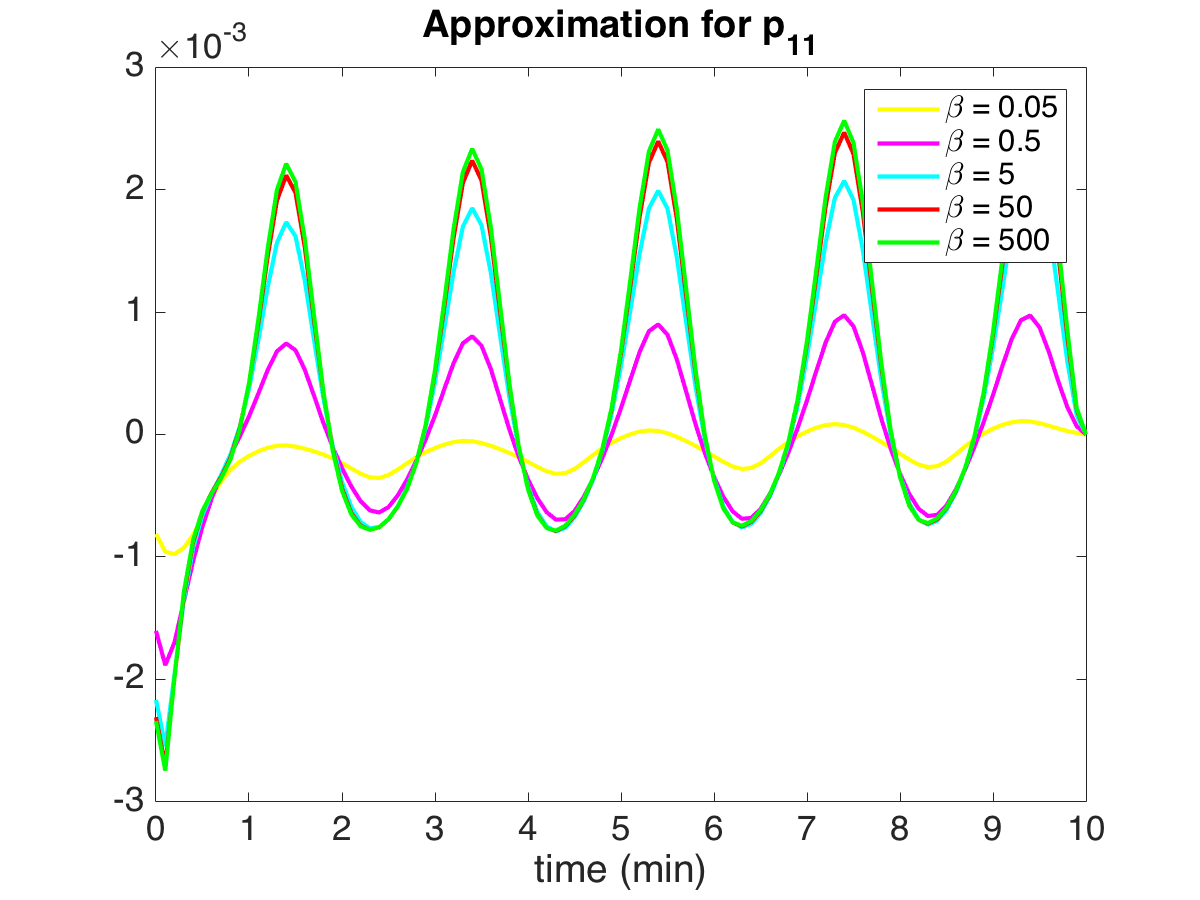 Approximation for p₁₁
×10⁻³
3
2
1
0
-1
-2
-3
β = 0.05
β = 0.5
β = 5
β = 50
β = 500
0 1 2 3 4 5 6 7 8 9 10
time (min)